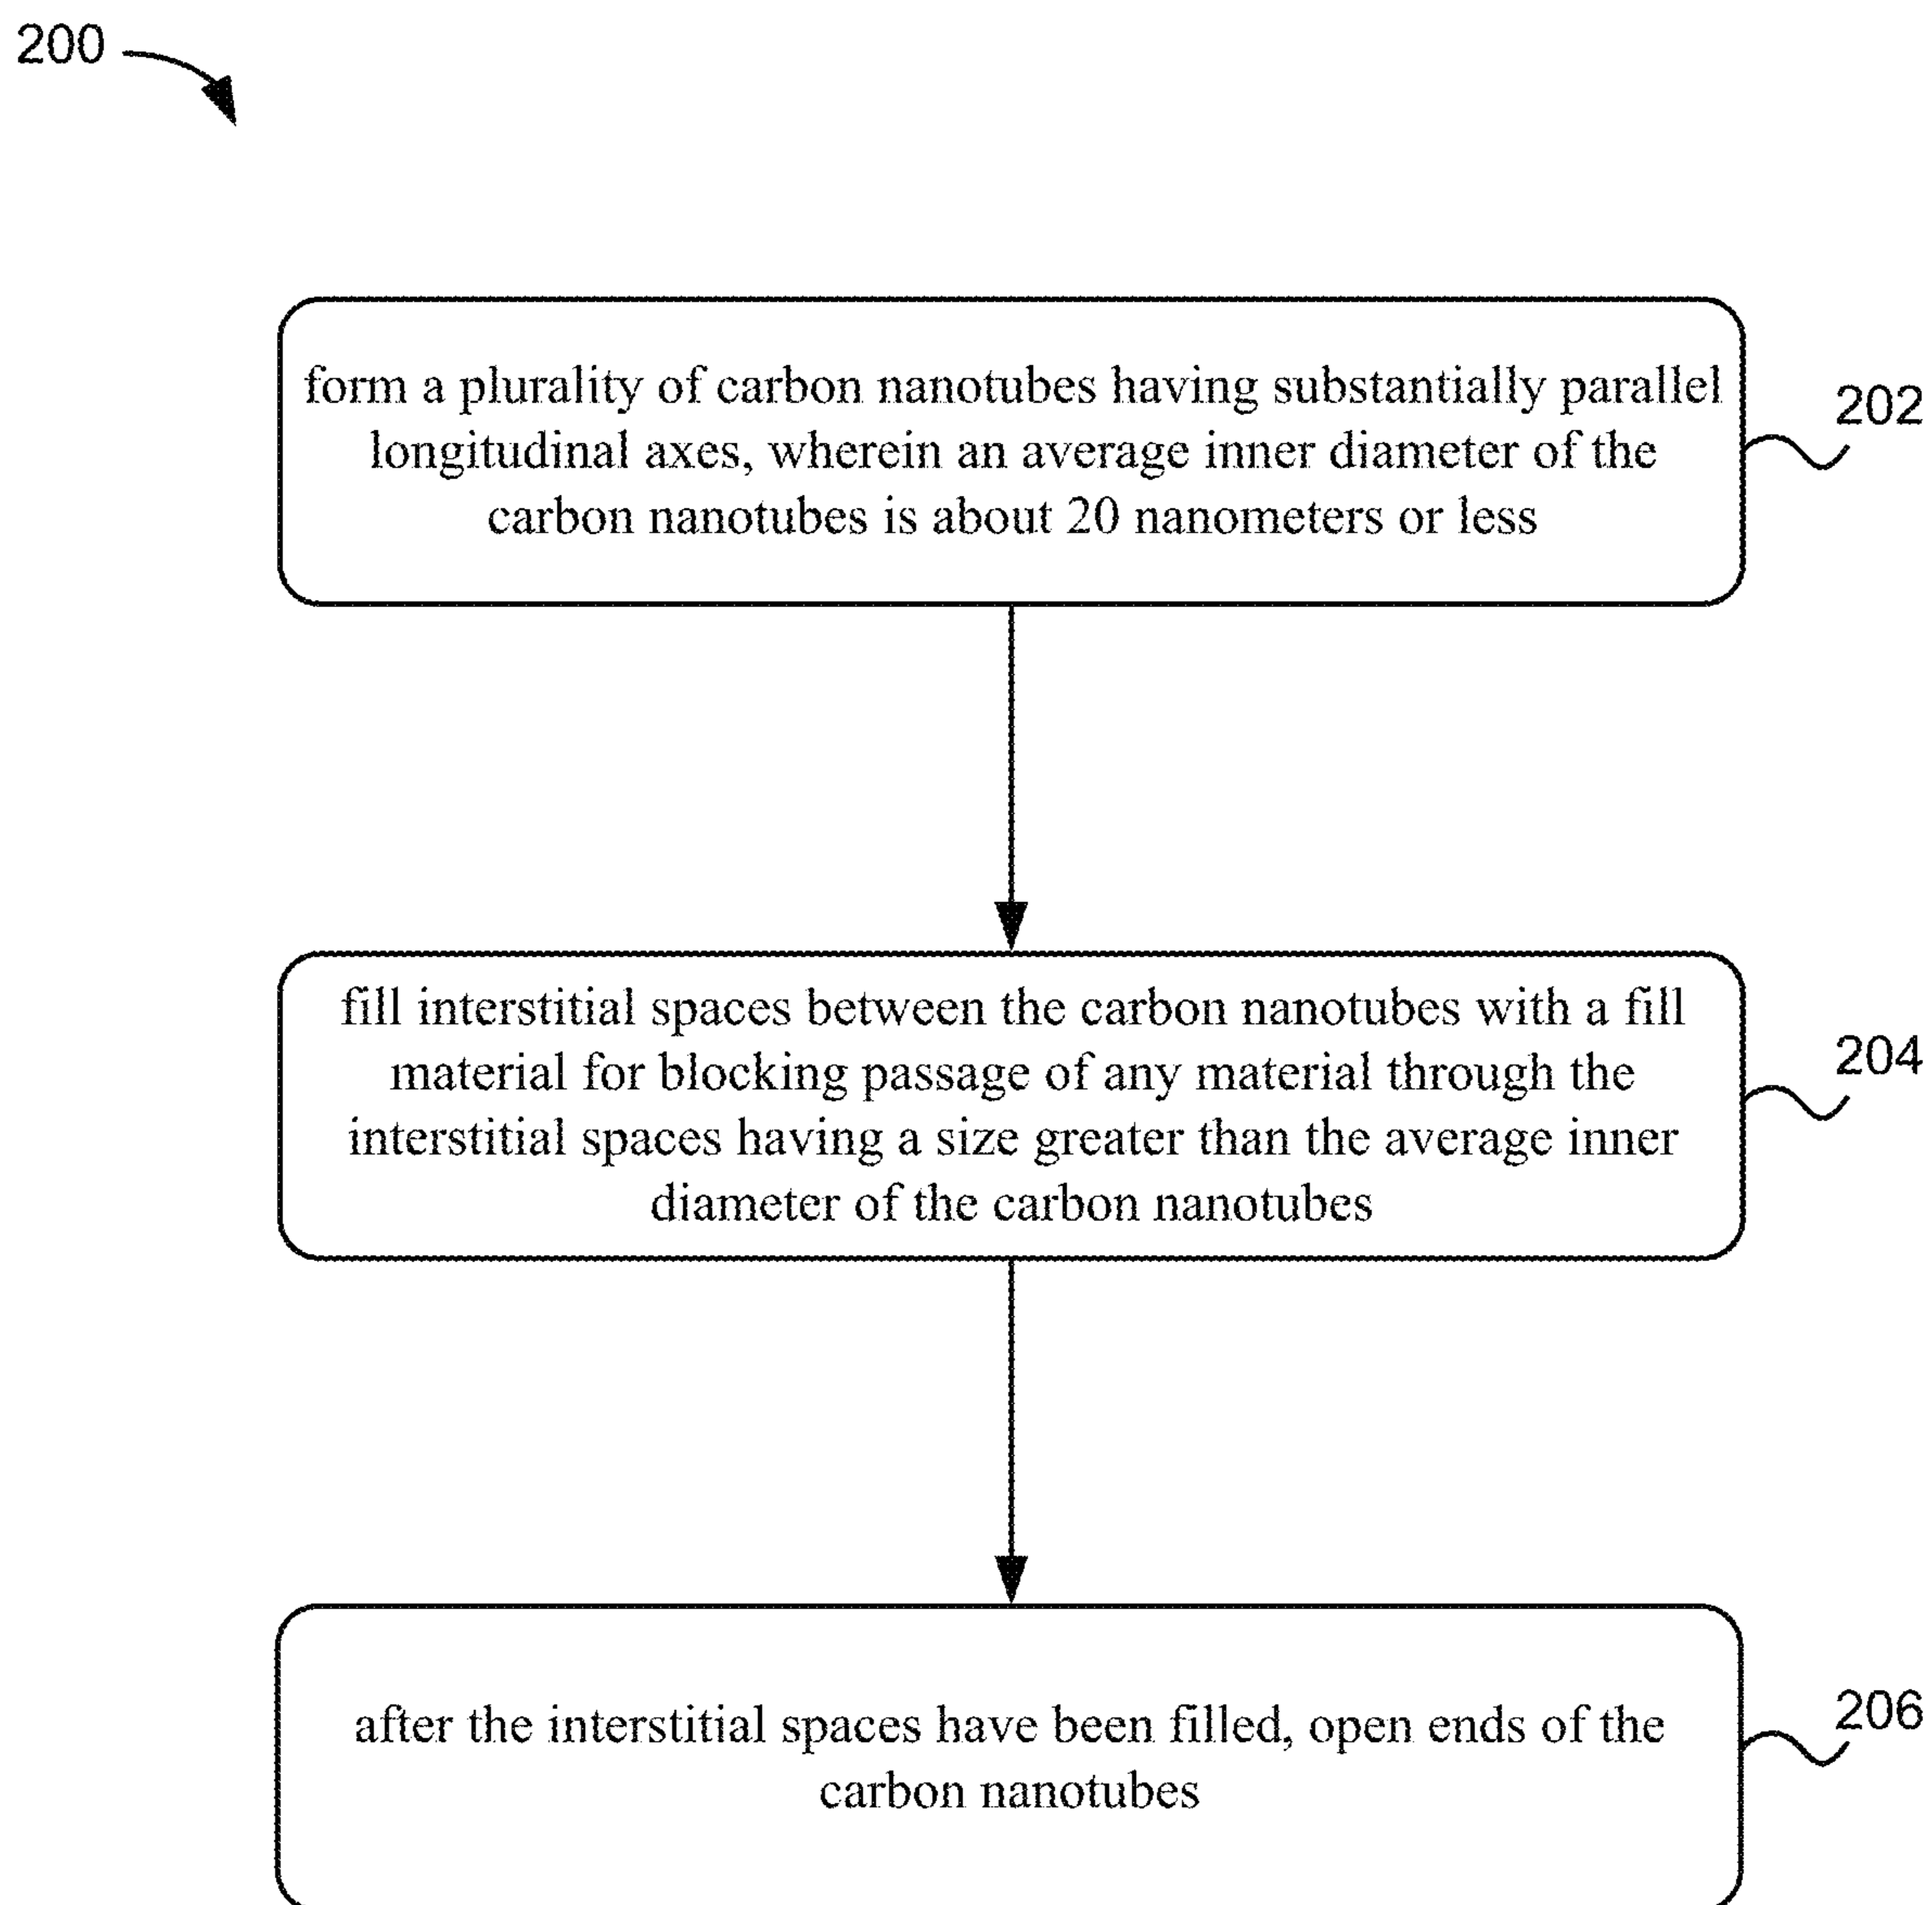 200
form a plurality of carbon nanotubes having substantially parallel
longitudinal axes, wherein an average inner diameter of the
carbon nanotubes is about 20 nanometers or less
202
fill interstitial spaces between the carbon nanotubes with a fill
material for blocking passage of any material through the
interstitial spaces having a size greater than the average inner
diameter of the carbon nanotubes
204
after the interstitial spaces have been filled, open ends of the
carbon nanotubes
206